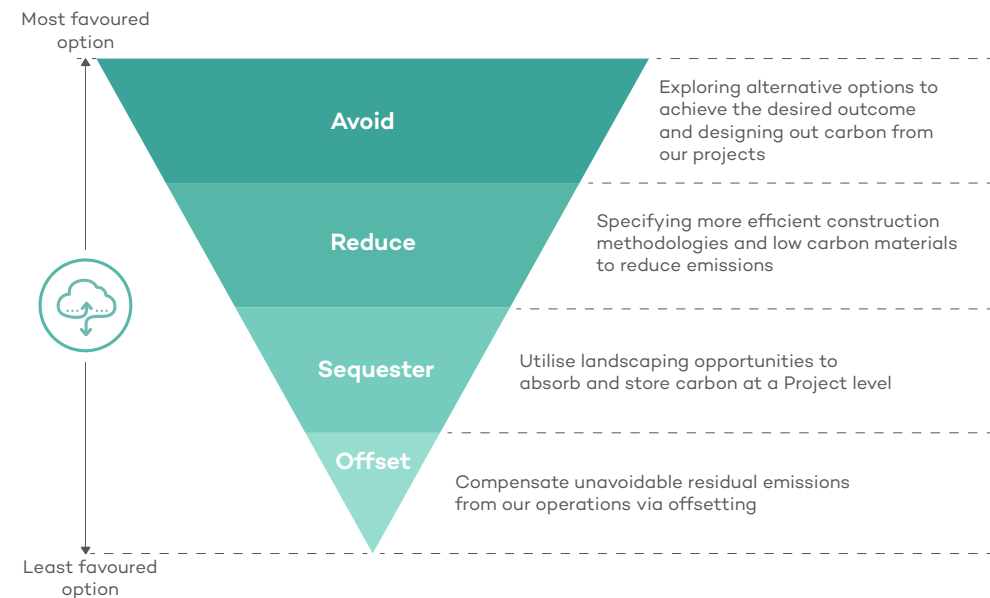 Most favoured
option
Avoid
Exploring alternative options to
achieve the desired outcome
and designing out carbon from
our projects
Reduce
Specifying more efficient construction
methodologies and low carbon materials
to reduce emissions
Sequester
Utilise landscaping opportunities to
absorb and store carbon at a Project level
Offset
Compensate unavoidable residual emissions
from our operations via offsetting
Least favoured
option